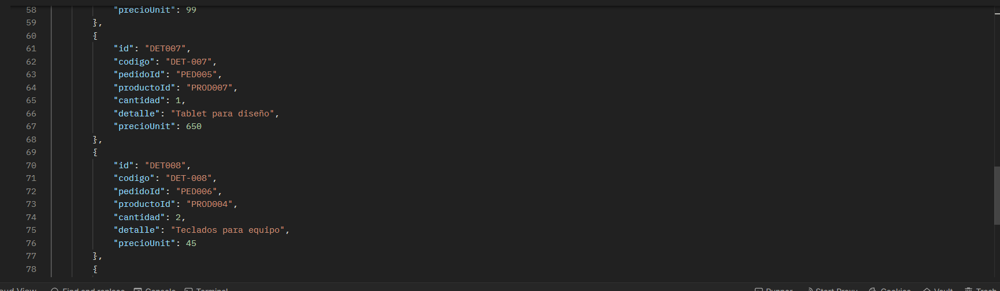 58 "precioUnit": 99
59 },
60 {
61 "id": "DET007",
62 "codigo": "DET-007",
63 "pedidoId": "PED005",
64 "productoId": "PROD007",
65 "cantidad": 1,
66 "detalle": "Tablet para diseño",
67 "precioUnit": 650
68 },
69 {
70 "id": "DET008",
71 "codigo": "DET-008",
72 "pedidoId": "PED006",
73 "productoId": "PROD004",
74 "cantidad": 2,
75 "detalle": "Teclados para equipo",
76 "precioUnit": 45
77 },
78 {
View Find and replace Console Terminal Runner Start Proxy Cookies Vault Trash